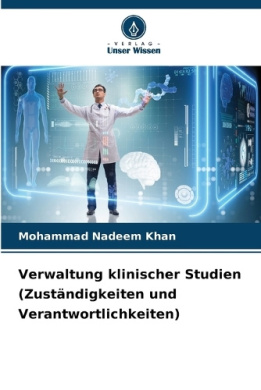 VERLAG
Unser Wissen
Mohammad Nadeem Khan
Verwaltung klinischer Studien
(Zuständigkeiten und
Verantwortlichkeiten)